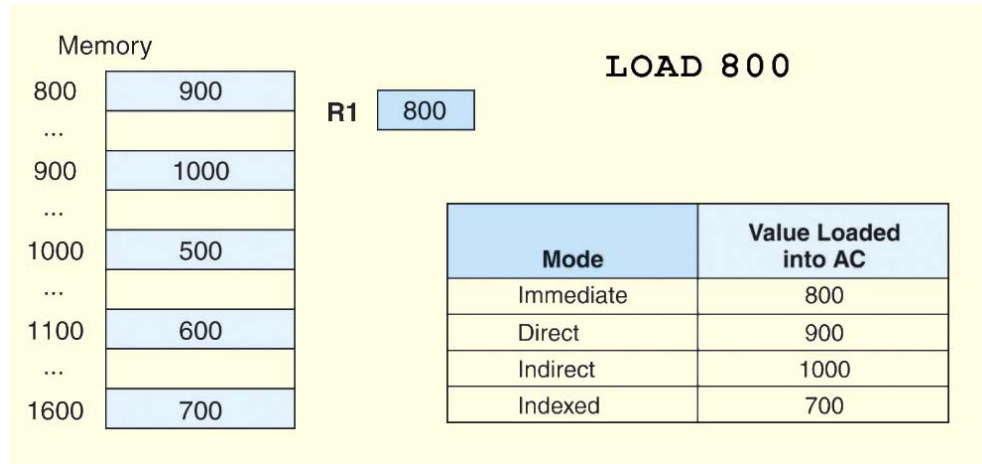 Memory
LOAD 800
800 900
R1 800
...
900 1000
...
1000 500
...
1100 600
...
1600 700
Mode Value Loaded into AC
Immediate 800
Direct 900
Indirect 1000
Indexed 700